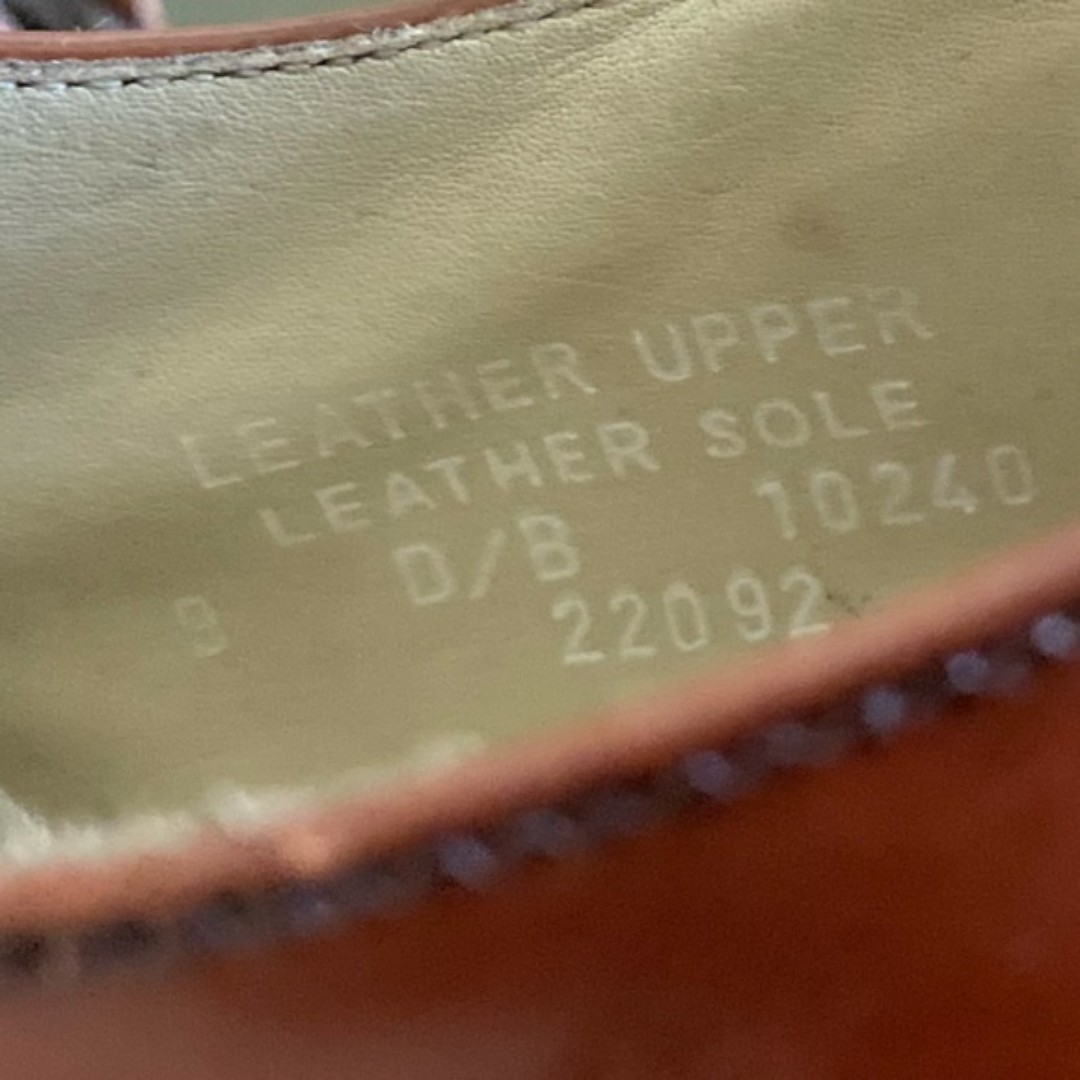 LEATHER UPPER
LEATHER SOLE
9 D/B 10240
22092